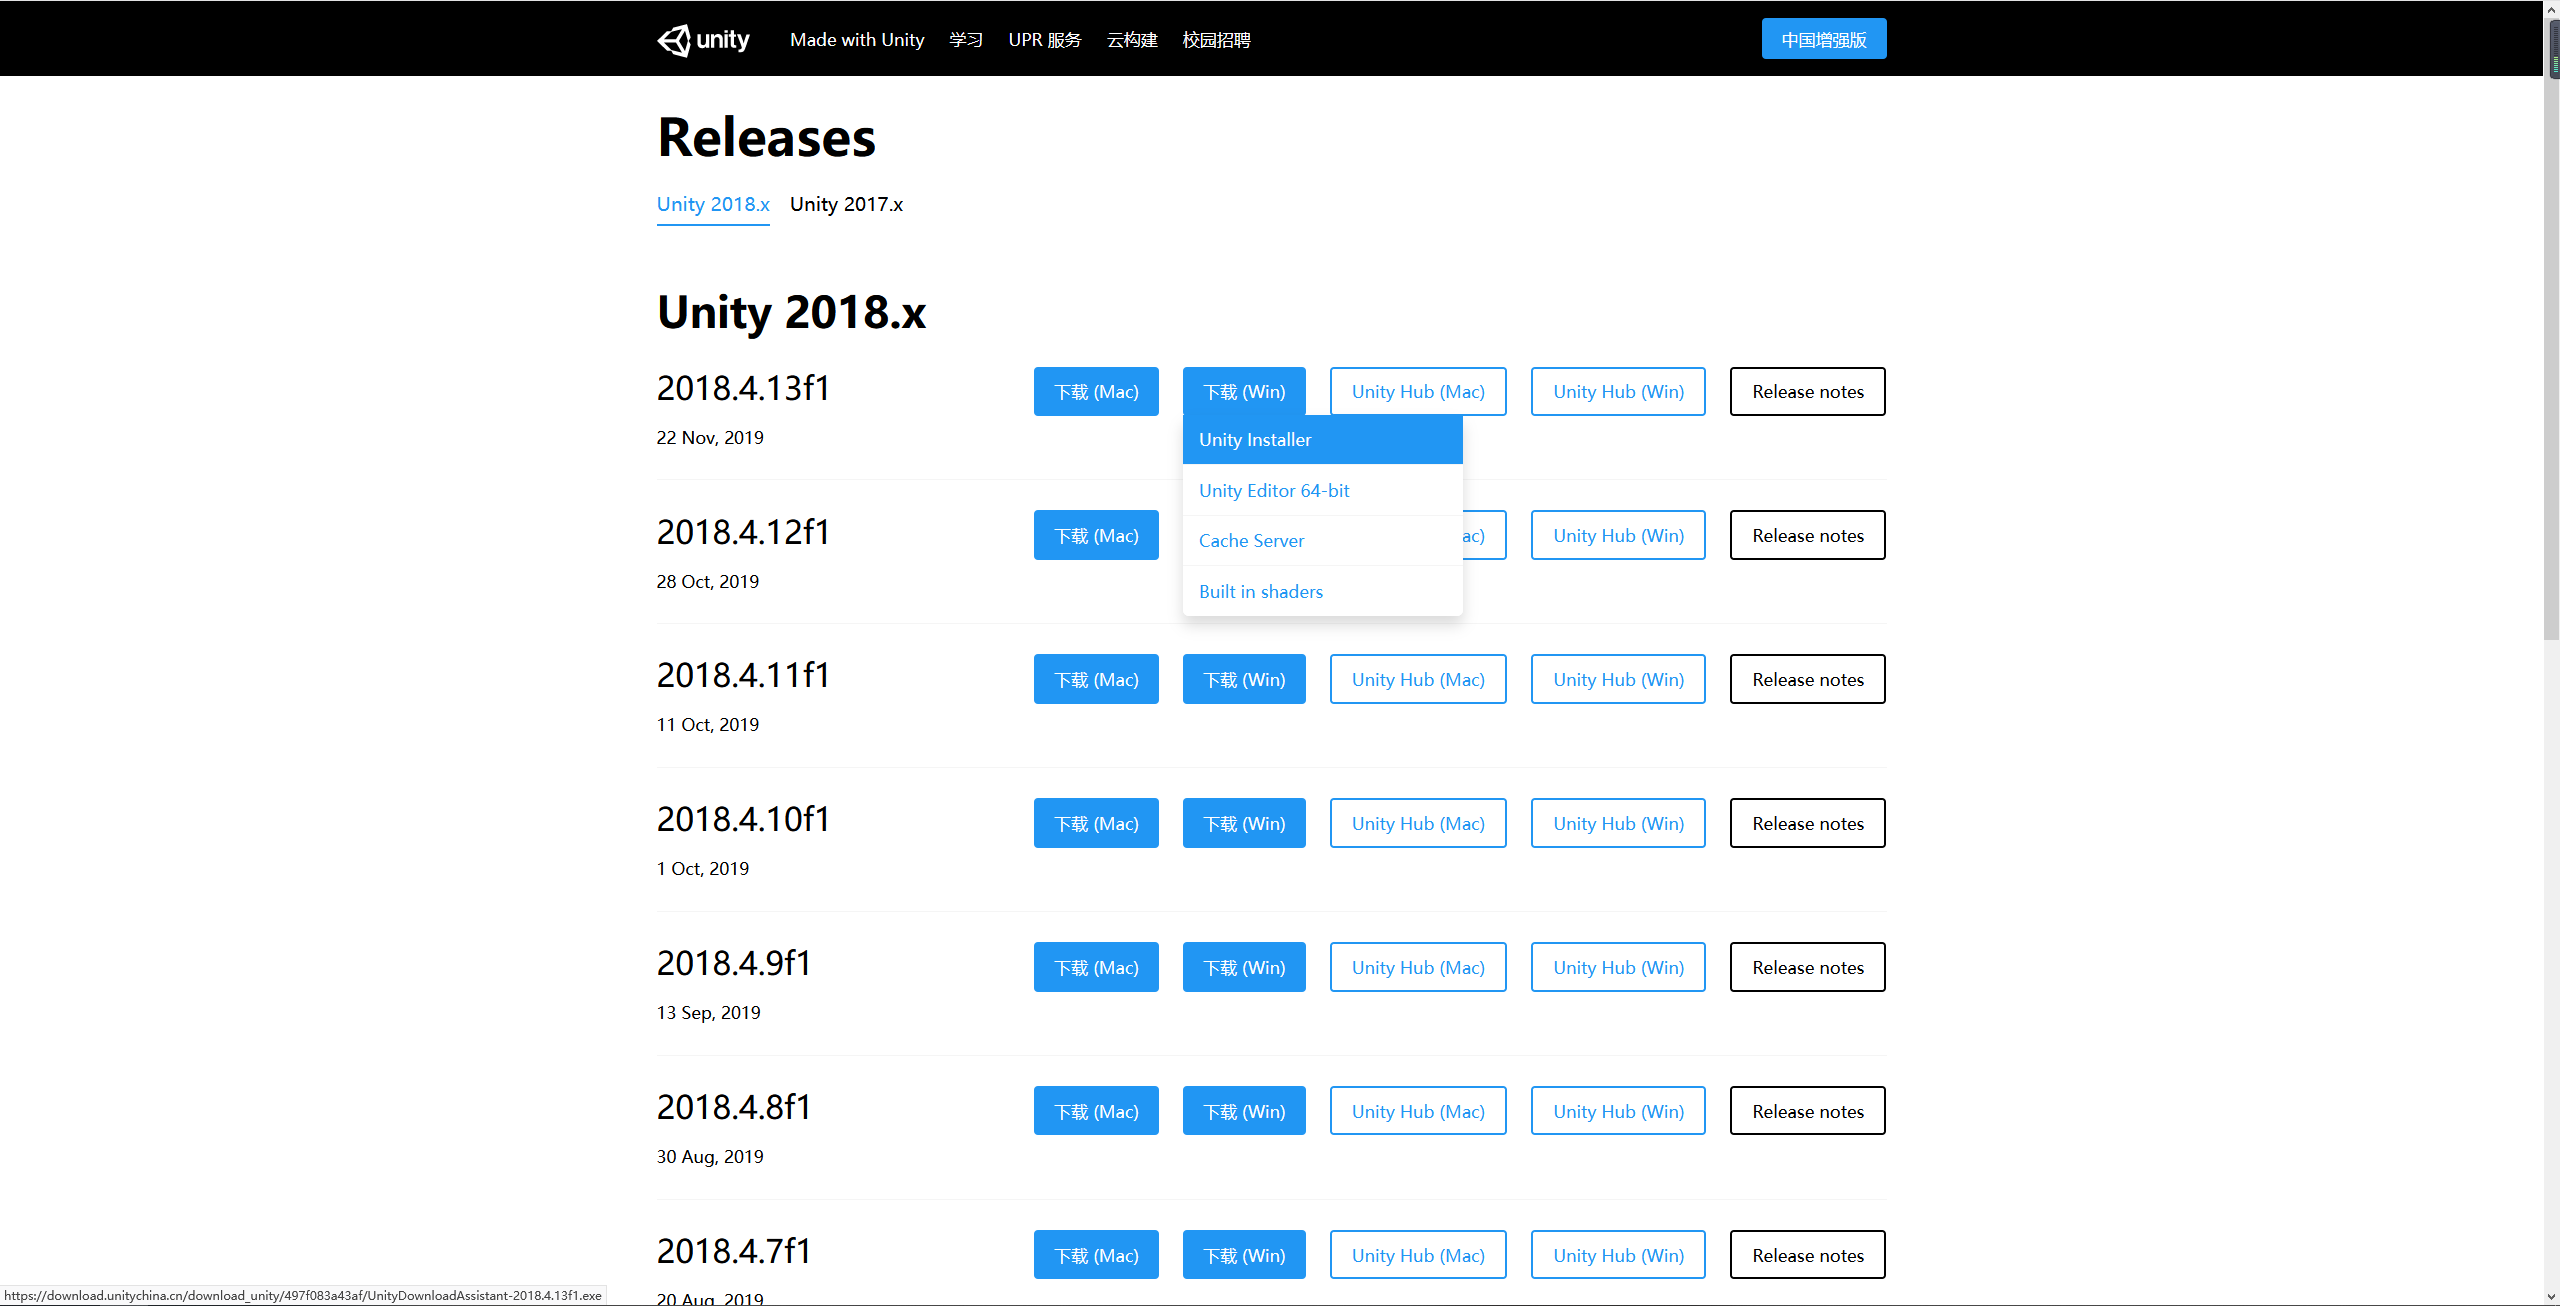 unity Made with Unity 学习 UPR 服务 云构建 校园招聘 中国增强版
Releases
Unity 2018.x Unity 2017.x
Unity 2018.x
2018.4.13f1 下载 (Mac) 下载 (Win) Unity Hub (Mac) Unity Hub (Win) Release notes
22 Nov, 2019
Unity Installer
Unity Editor 64-bit
Cache Server
Built in shaders
2018.4.12f1 下载 (Mac) ac) Unity Hub (Win) Release notes
28 Oct, 2019
2018.4.11f1 下载 (Mac) 下载 (Win) Unity Hub (Mac) Unity Hub (Win) Release notes
11 Oct, 2019
2018.4.10f1 下载 (Mac) 下载 (Win) Unity Hub (Mac) Unity Hub (Win) Release notes
1 Oct, 2019
2018.4.9f1 下载 (Mac) 下载 (Win) Unity Hub (Mac) Unity Hub (Win) Release notes
13 Sep, 2019
2018.4.8f1 下载 (Mac) 下载 (Win) Unity Hub (Mac) Unity Hub (Win) Release notes
30 Aug, 2019
2018.4.7f1 下载 (Mac) 下载 (Win) Unity Hub (Mac) Unity Hub (Win) Release notes
20 Aug, 2019
https://download.unitychina.cn/download_unity/497f083a43af/UnityDownloadAssistant-2018.4.13f1.exe